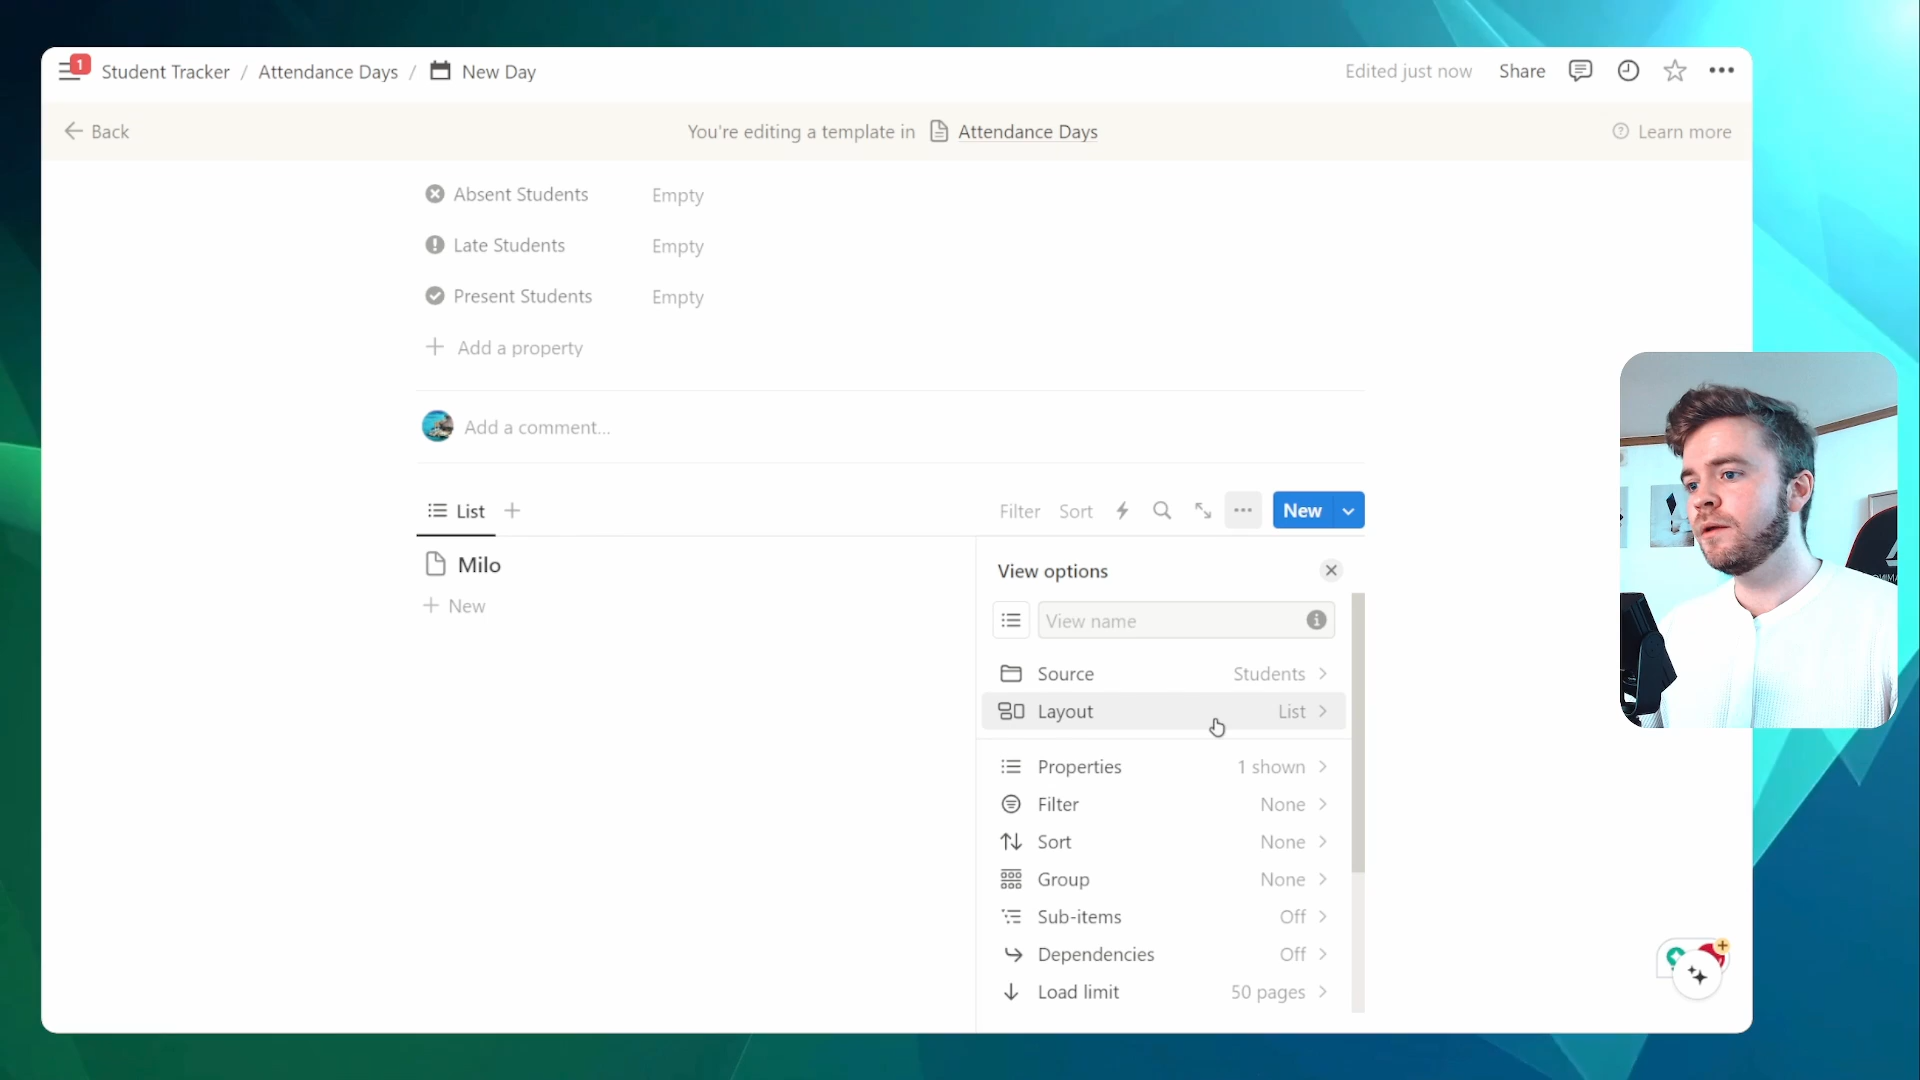 1
Student Tracker / Attendance Days / New Day
Edited just now Share
Back
You're editing a template in Attendance Days
Learn more
Absent Students Empty
Late Students Empty
Present Students Empty
Add a property
Add a comment...
List
Filter Sort New
Milo
New
View options
View name
Source Students
Layout List
Properties 1 shown
Filter None
Sort None
Group None
Sub-items Off
Dependencies Off
Load limit 50 pages